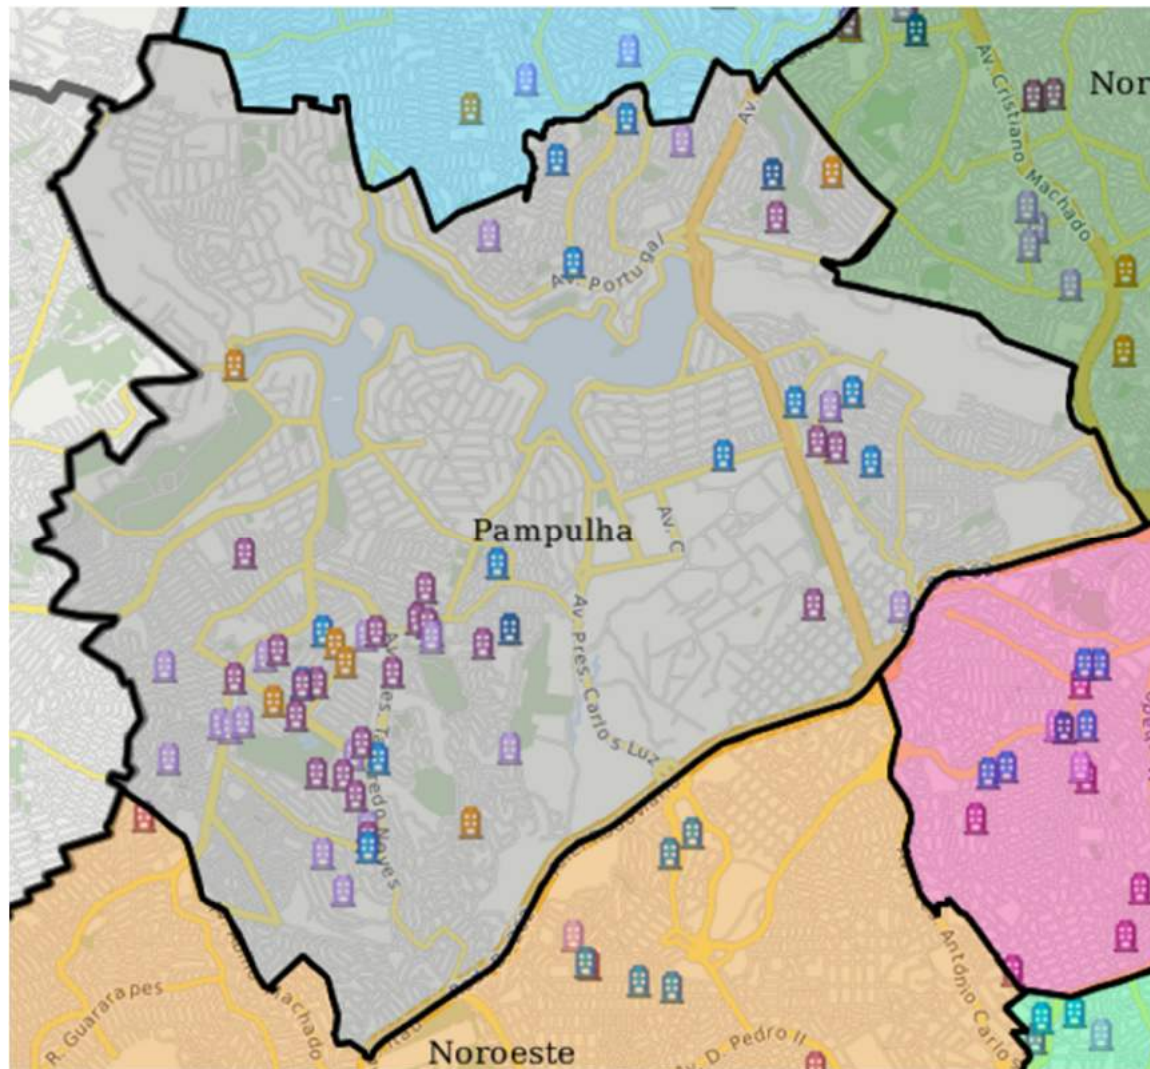 Nor
Av. Cristiano Machado
Av
Av. Portugal
Pampulha
Av. C
Av. Pres. Carlos Luz
Noroeste
R. Guararapes
achado
Av. D. Pedro II
Antônio Carlos